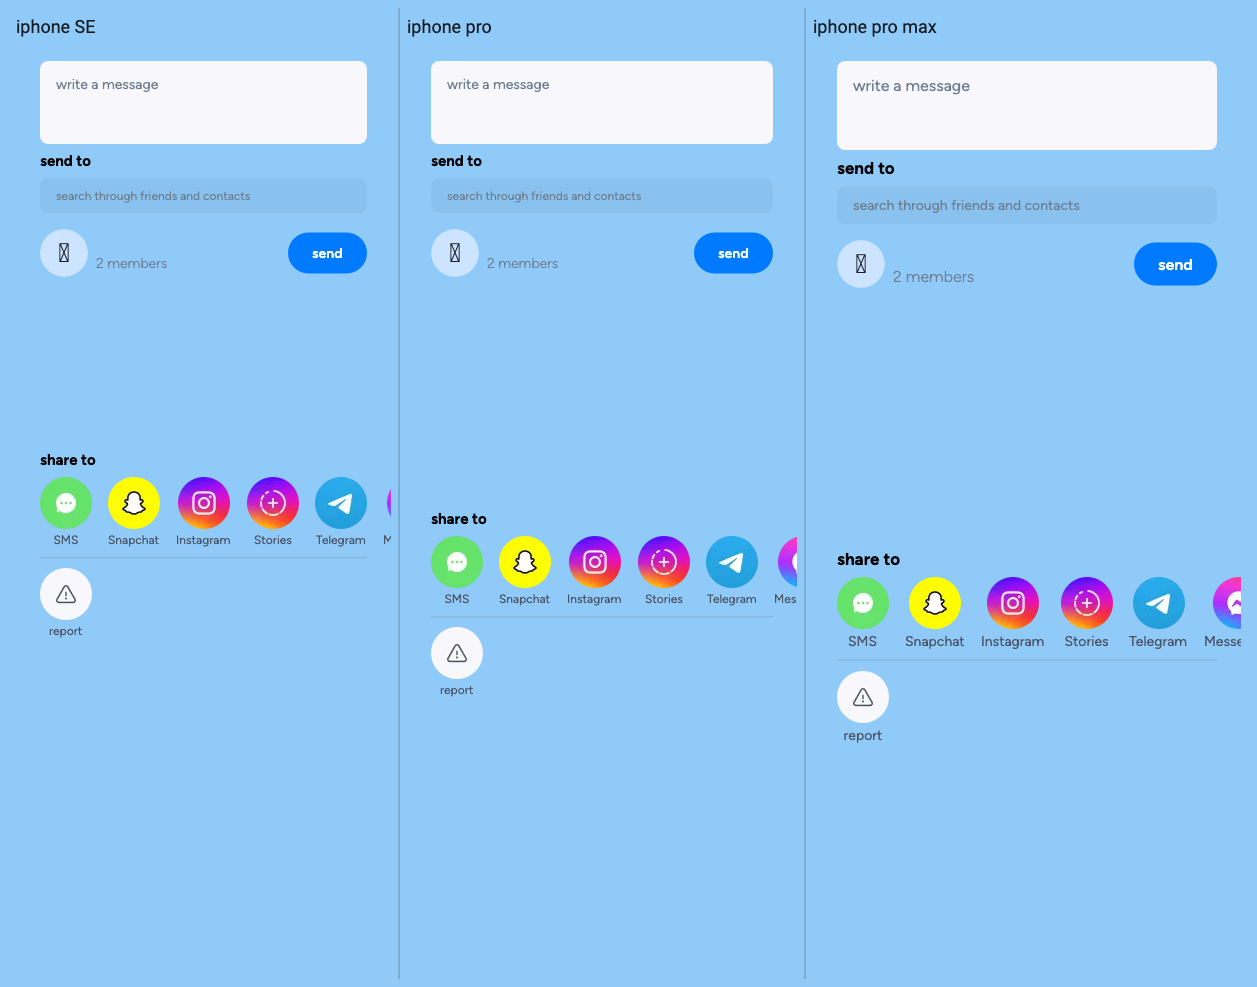 iphone SE
write a message
send to
search through friends and contacts
2 members
send
share to
SMS
Snapchat
Instagram
Stories
Telegram
M
report
iphone pro
write a message
send to
search through friends and contacts
2 members
send
share to
SMS
Snapchat
Instagram
Stories
Telegram
Mes
report
iphone pro max
write a message
send to
search through friends and contacts
2 members
send
share to
SMS
Snapchat
Instagram
Stories
Telegram
Messe
report